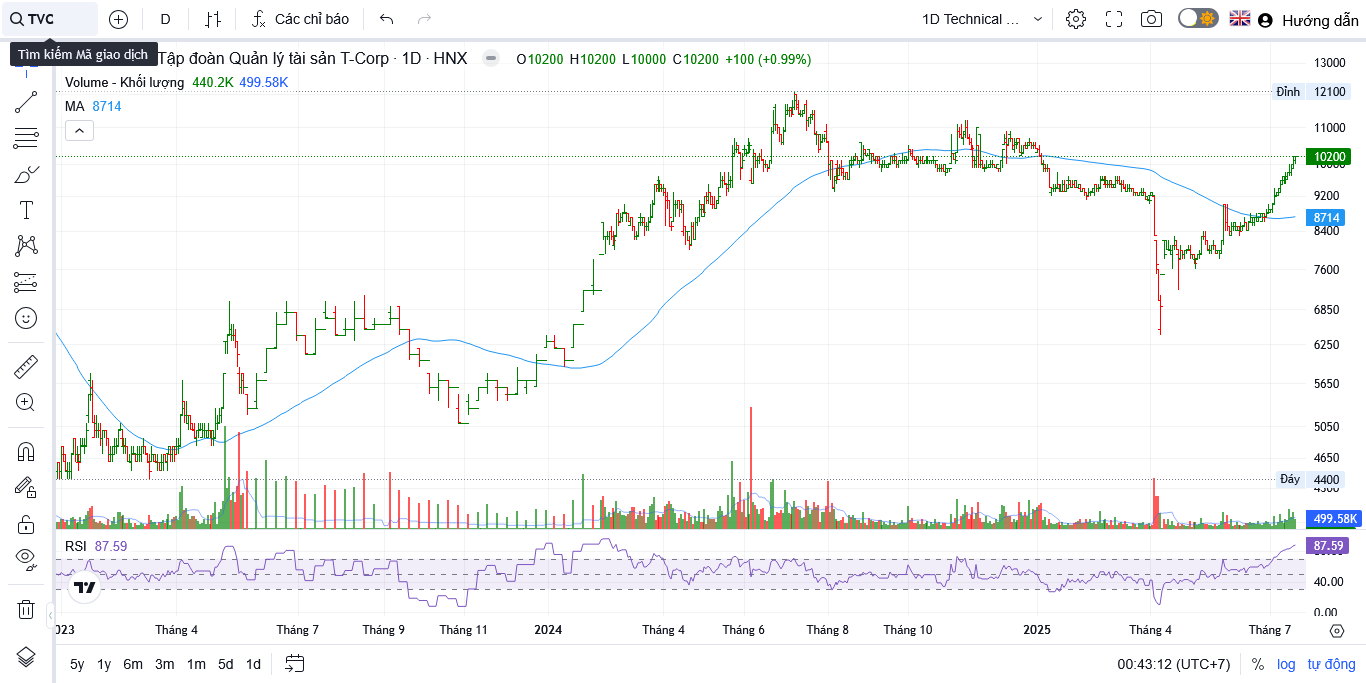 TVC D Các chỉ báo 1D Technical ... Hướng dẫn
Tìm kiếm Mã giao dịch
Tập đoàn Quản lý tài sản T-Corp · 1D · HNX O10200 H10200 L10000 C10200 +100 (+0.99%)
Volume - Khối lượng 440.2K 499.58K
MA 8714
13000
Đỉnh 12100
11000
10200
10000
9200
8714
8400
7600
6850
6250
5650
5050
4650
Đáy 4400
4300
499.58K
RSI 87.59
87.59
40.00
0.00
023 Tháng 4 Tháng 7 Tháng 9 Tháng 11 2024 Tháng 4 Tháng 6 Tháng 8 Tháng 10 2025 Tháng 4 Tháng 7
5y 1y 6m 3m 1m 5d 1d 00:43:12 (UTC+7) % log tự động